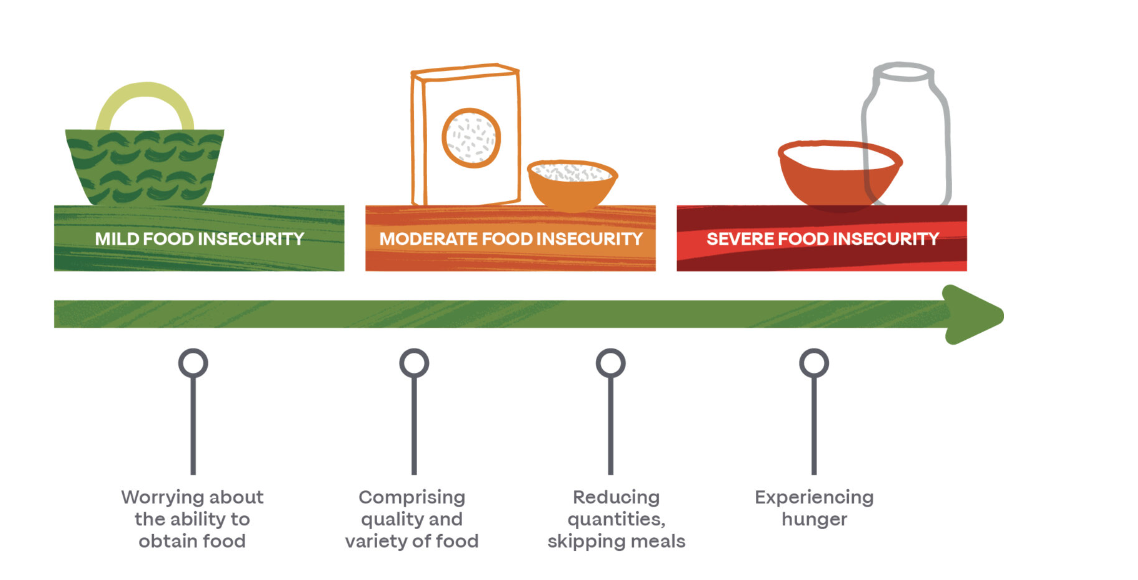 MILD FOOD INSECURITY
MODERATE FOOD INSECURITY
SEVERE FOOD INSECURITY
Worrying about
the ability to
obtain food
Comprising
quality and
variety of food
Reducing
quantities,
skipping meals
Experiencing
hunger